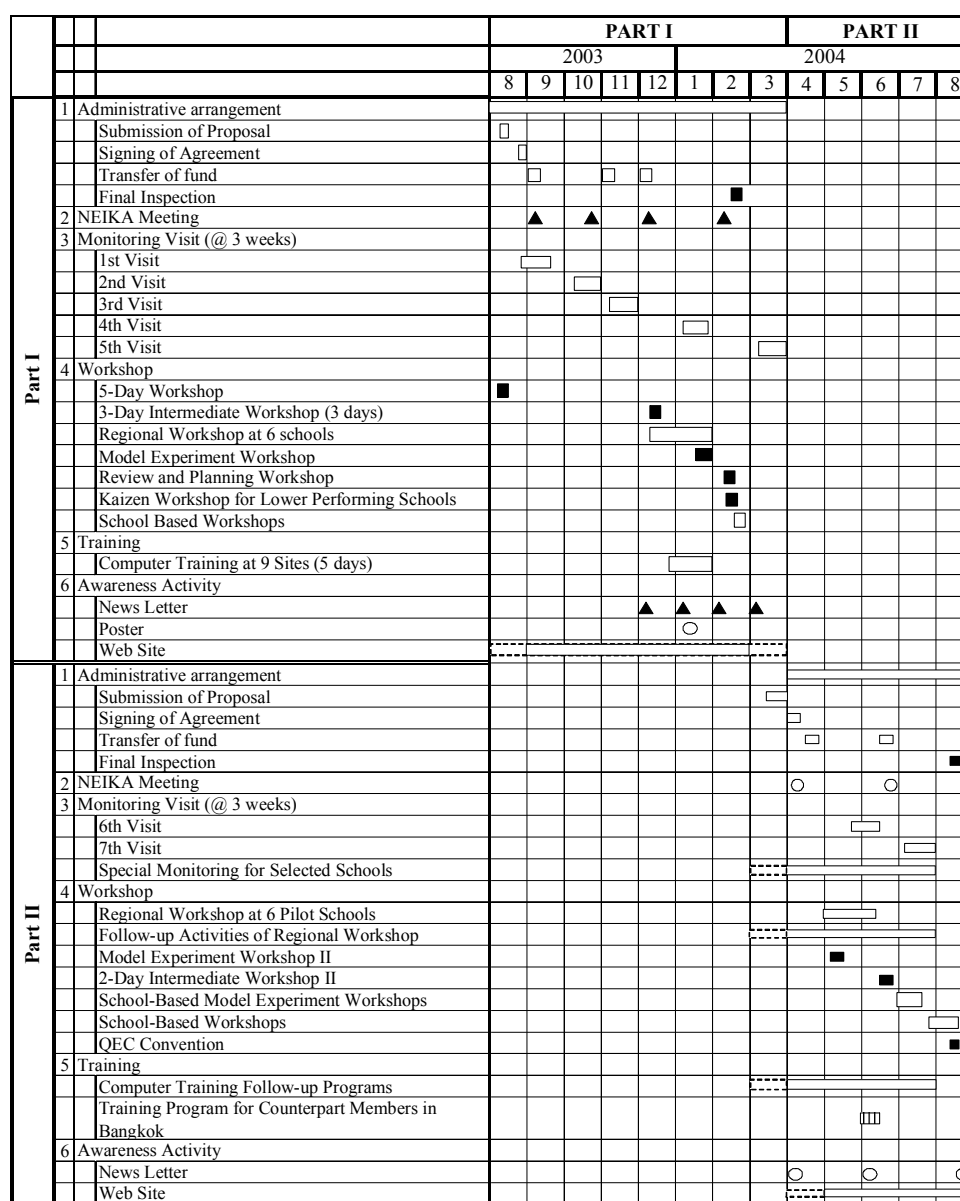 PART I PART II
2003 2004
8 9 10 11 12 1 2 3 4 5 6 7 8
Part I
1 Administrative arrangement
Submission of Proposal
Signing of Agreement
Transfer of fund
Final Inspection
2 NEIKA Meeting
3 Monitoring Visit (@ 3 weeks)
1st Visit
2nd Visit
3rd Visit
4th Visit
5th Visit
4 Workshop
5-Day Workshop
3-Day Intermediate Workshop (3 days)
Regional Workshop at 6 schools
Model Experiment Workshop
Review and Planning Workshop
Kaizen Workshop for Lower Performing Schools
School Based Workshops
5 Training
Computer Training at 9 Sites (5 days)
6 Awareness Activity
News Letter
Poster
Web Site
Part II
1 Administrative arrangement
Submission of Proposal
Signing of Agreement
Transfer of fund
Final Inspection
2 NEIKA Meeting
3 Monitoring Visit (@ 3 weeks)
6th Visit
7th Visit
Special Monitoring for Selected Schools
4 Workshop
Regional Workshop at 6 Pilot Schools
Follow-up Activities of Regional Workshop
Model Experiment Workshop II
2-Day Intermediate Workshop II
School-Based Model Experiment Workshops
School-Based Workshops
QEC Convention
5 Training
Computer Training Follow-up Programs
Training Program for Counterpart Members in
Bangkok
6 Awareness Activity
News Letter
Web Site